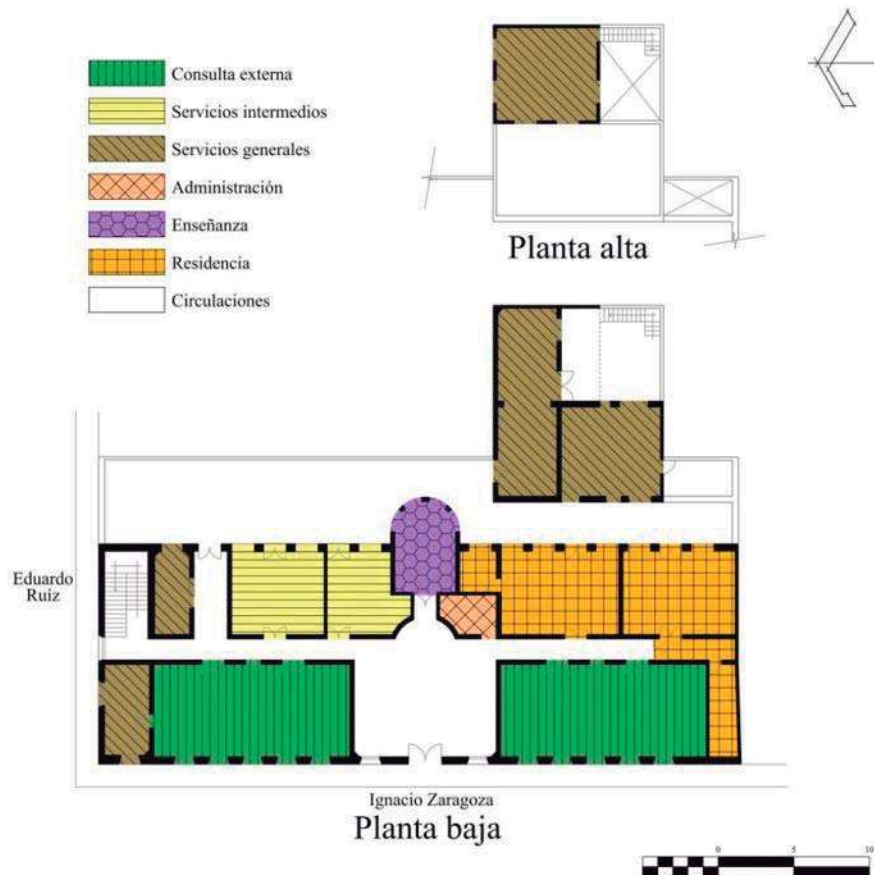 Consulta externa
Servicios intermedios
Servicios generales
Administración
Enseñanza
Residencia
Circulaciones
Planta alta
Eduardo
Ruíz
Ignacio Zaragoza
Planta baja
0 5 10